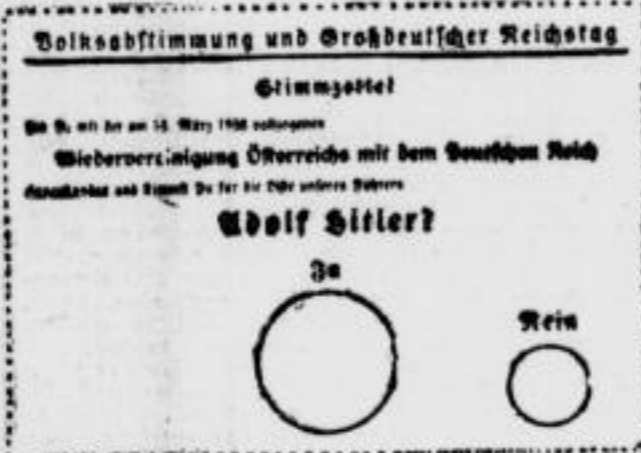 Volksabstimmung und Großdeutscher Reichstag
Stimmzettel
Bist Du mit der am 13. März 1938 vollzogenen
Wiedervereinigung Österreichs mit dem Deutschen Reich
einverstanden und stimmst Du für die Liste unseres Führers
Adolf Hitler?
Ja
Nein